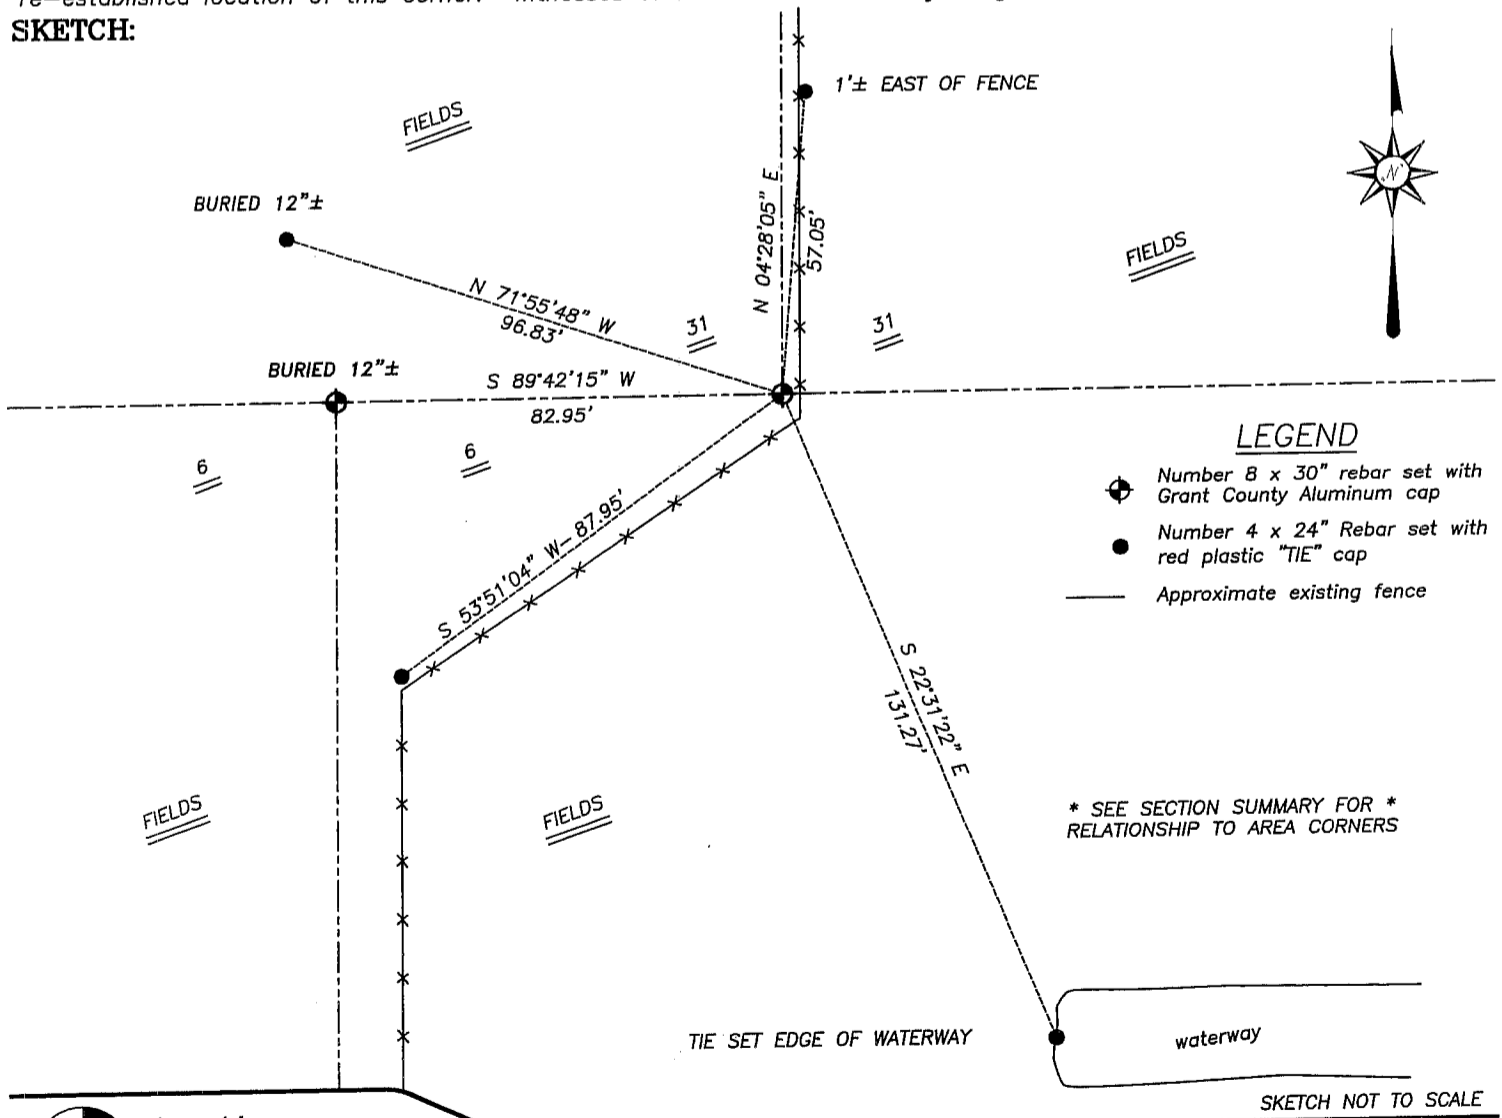 SKETCH:
1'± EAST OF FENCE
FIELDS
BURIED 12"±
N 04°28'05" E
57.05'
N
FIELDS
N 71°55'48" W
96.83'
31
31
BURIED 12"±
S 89°42'15" W
82.95'
6
6
LEGEND
Number 8 x 30" rebar set with
Grant County Aluminum cap
Number 4 x 24" Rebar set with
red plastic "TIE" cap
Approximate existing fence
S 53°51'04" W– 87.95'
S 22°31'22" E
131.27'
FIELDS
FIELDS
* SEE SECTION SUMMARY FOR *
RELATIONSHIP TO AREA CORNERS
TIE SET EDGE OF WATERWAY
waterway
SKETCH NOT TO SCALE